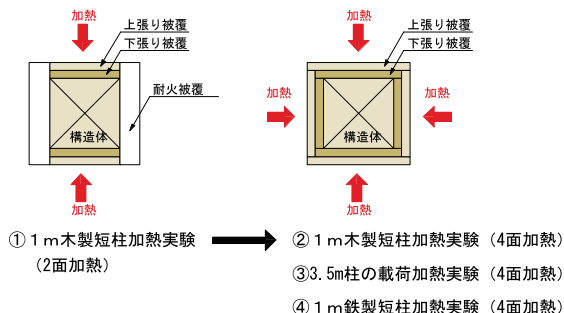 加熱
上張り被覆
下張り被覆
耐火被覆
構造体
加熱
加熱
上張り被覆
下張り被覆
加熱
加熱
構造体
加熱
①1m木製短柱加熱実験
(2面加熱)
②1m木製短柱加熱実験(4面加熱)
③3.5m柱の載荷加熱実験(4面加熱)
④1m鉄製短柱加熱実験(4面加熱)